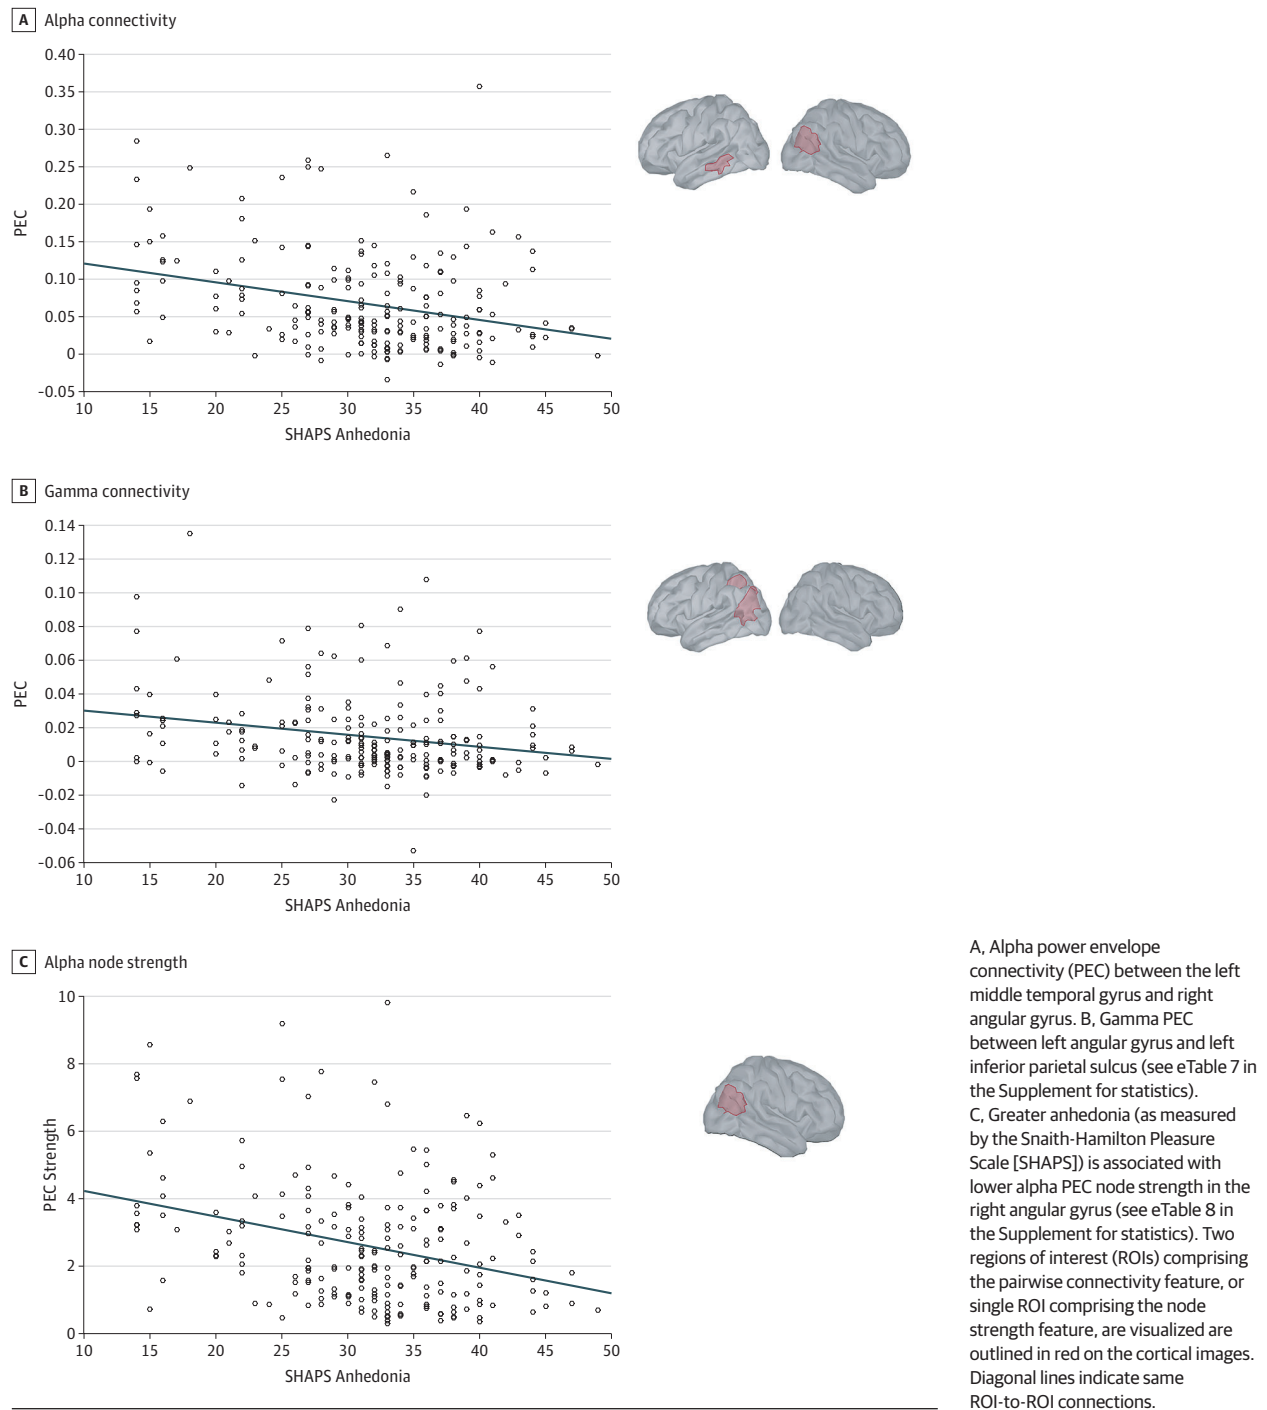 A Alpha connectivity
0.40
0.35
0.30
0.25
0.20
0.15
0.10
0.05
0
-0.05
PEC
10 15 20 25 30 35 40 45 50
SHAPS Anhedonia
B Gamma connectivity
0.14
0.12
0.10
0.08
0.06
0.04
0.02
0
-0.02
-0.04
-0.06
PEC
10 15 20 25 30 35 40 45 50
SHAPS Anhedonia
C Alpha node strength
10
8
6
4
2
0
PEC Strength
10 15 20 25 30 35 40 45 50
SHAPS Anhedonia
A, Alpha power envelope
connectivity (PEC) between the left
middle temporal gyrus and right
angular gyrus. B, Gamma PEC
between left angular gyrus and left
inferior parietal sulcus (see eTable 7 in
the Supplement for statistics).
C, Greater anhedonia (as measured
by the Snaith-Hamilton Pleasure
Scale [SHAPS]) is associated with
lower alpha PEC node strength in the
right angular gyrus (see eTable 8 in
the Supplement for statistics). Two
regions of interest (ROIs) comprising
the pairwise connectivity feature, or
single ROI comprising the node
strength feature, are visualized are
outlined in red on the cortical images.
Diagonal lines indicate same
ROI-to-ROI connections.